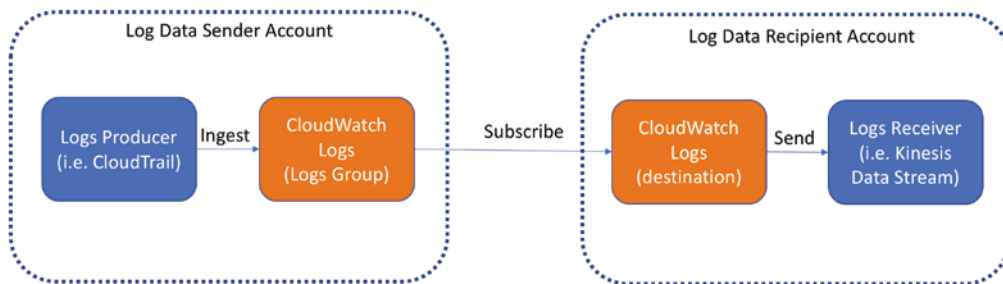 Log Data Sender Account
Log Data Recipient Account
Logs Producer
(i.e. CloudTrail)
Ingest
CloudWatch
Logs
(Logs Group)
Subscribe
CloudWatch
Logs
(destination)
Send
Logs Receiver
(i.e. Kinesis
Data Stream)